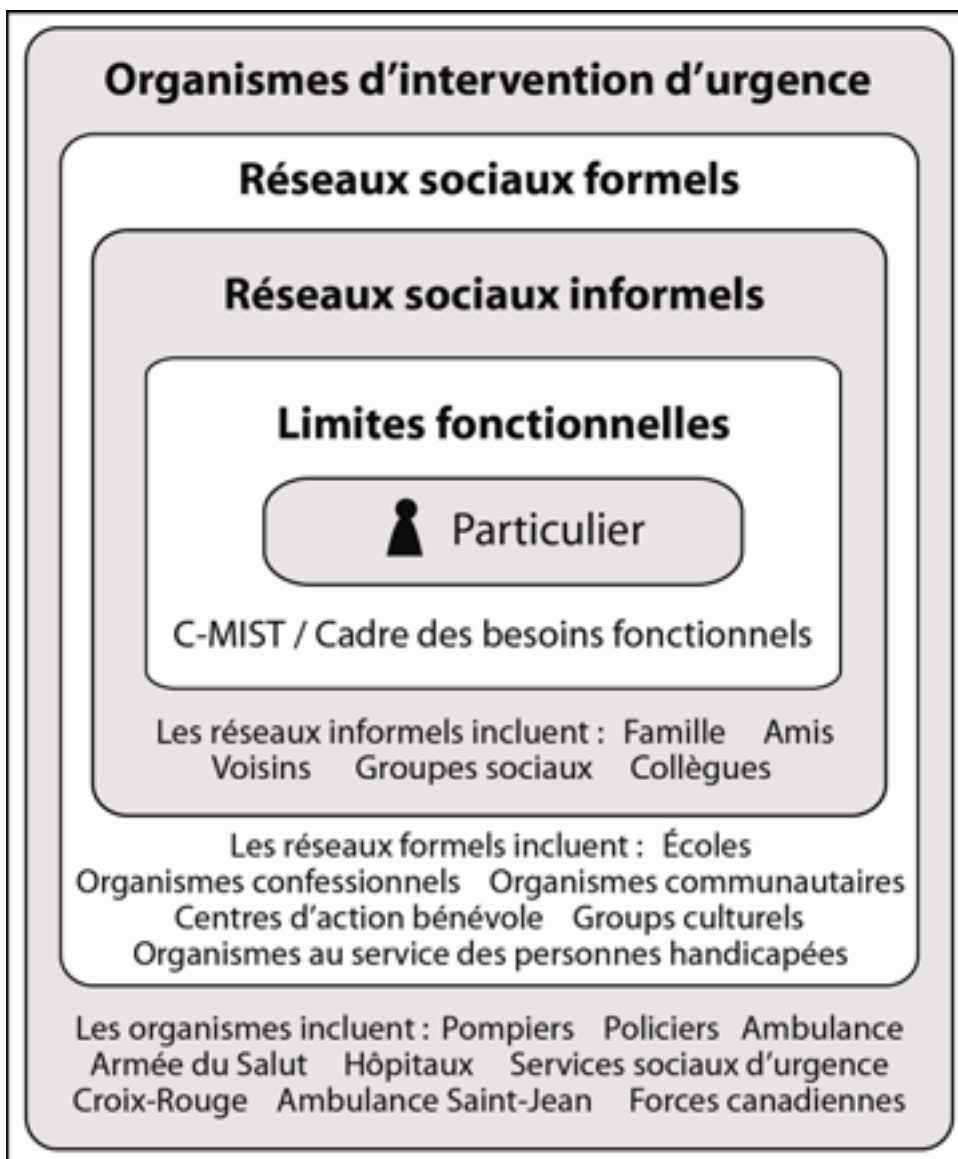 Organismes d'intervention d'urgence
Réseaux sociaux formels
Réseaux sociaux informels
Limites fonctionnelles
Particulier
C-MIST / Cadre des besoins fonctionnels
Les réseaux informels incluent : Famille Amis
Voisins Groupes sociaux Collègues
Les réseaux formels incluent : Écoles
Organismes confessionnels Organismes communautaires
Centres d'action bénévole Groups culturels
Organismes au service des personnes handicapées
Les organismes incluent : Pompiers Policiers Ambulance
Armée du Salut Hôpitaux Services sociaux d'urgence
Croix-Rouge Ambulance Saint-Jean Forces canadiennes